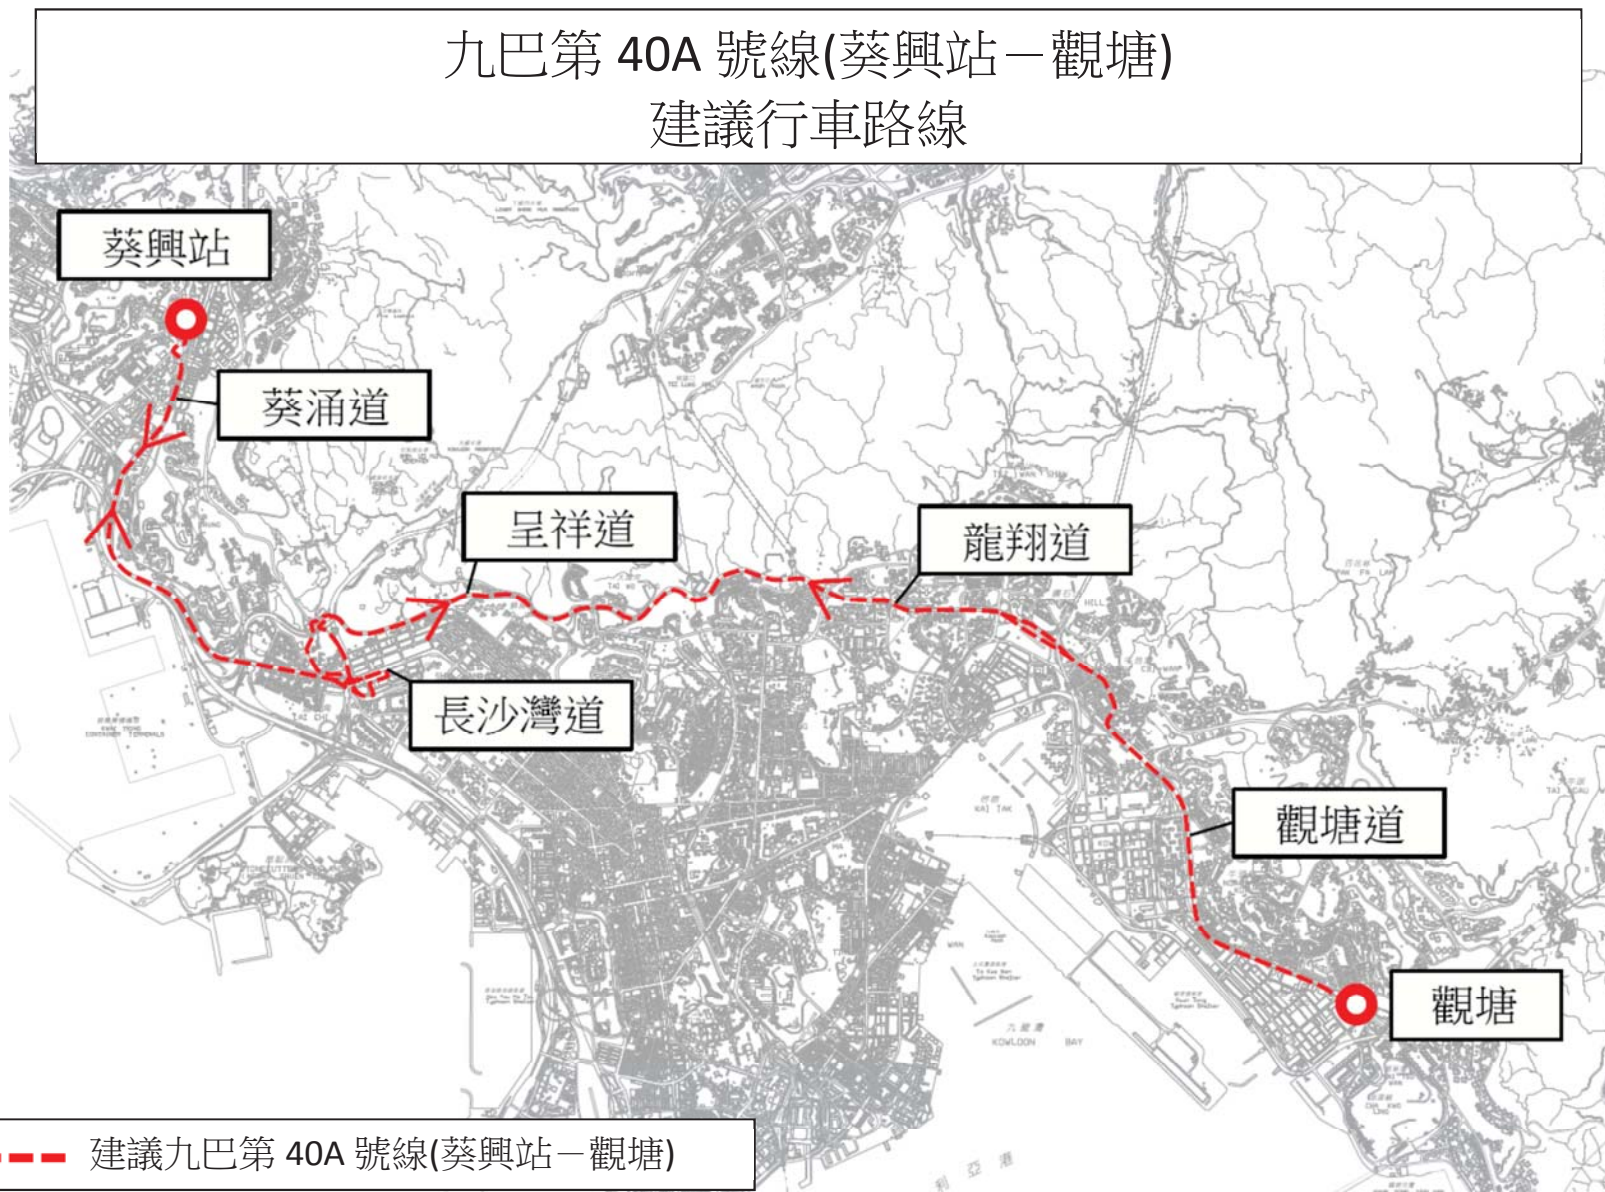 九巴第 40A 號線(葵興站－觀塘)
建議行車路線
葵興站
葵涌道
呈祥道
龍翔道
長沙灣道
觀塘道
觀塘
KOWLOON BAY
建議九巴第 40A 號線(葵興站－觀塘)